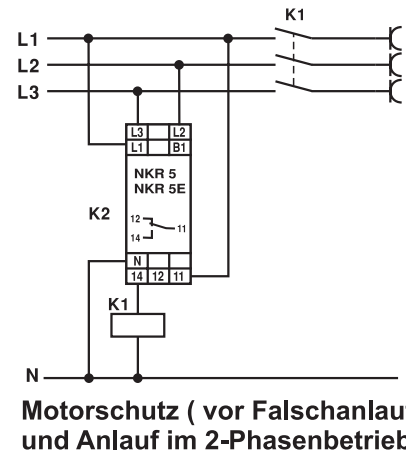 K1
L1
L2
L3
L3 L2
L1 B1
NKR 5
NKR 5E
K2
12
11
14
N
14 12 11
K1
N
Motorschutz ( vor Falschanlauf
und Anlauf im 2-Phasenbetrieb